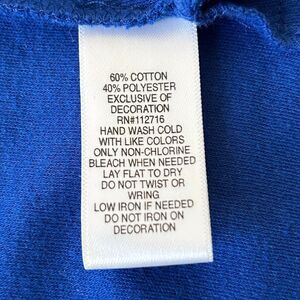 60% COTTON
40% POLYESTER
EXCLUSIVE OF
DECORATION
RN#112716
HAND WASH COLD
WITH LIKE COLORS
ONLY NON-CHLORINE
BLEACH WHEN NEEDED
LAY FLAT TO DRY
DO NOT TWIST OR
WRING
LOW IRON IF NEEDED
DO NOT IRON ON
DECORATION